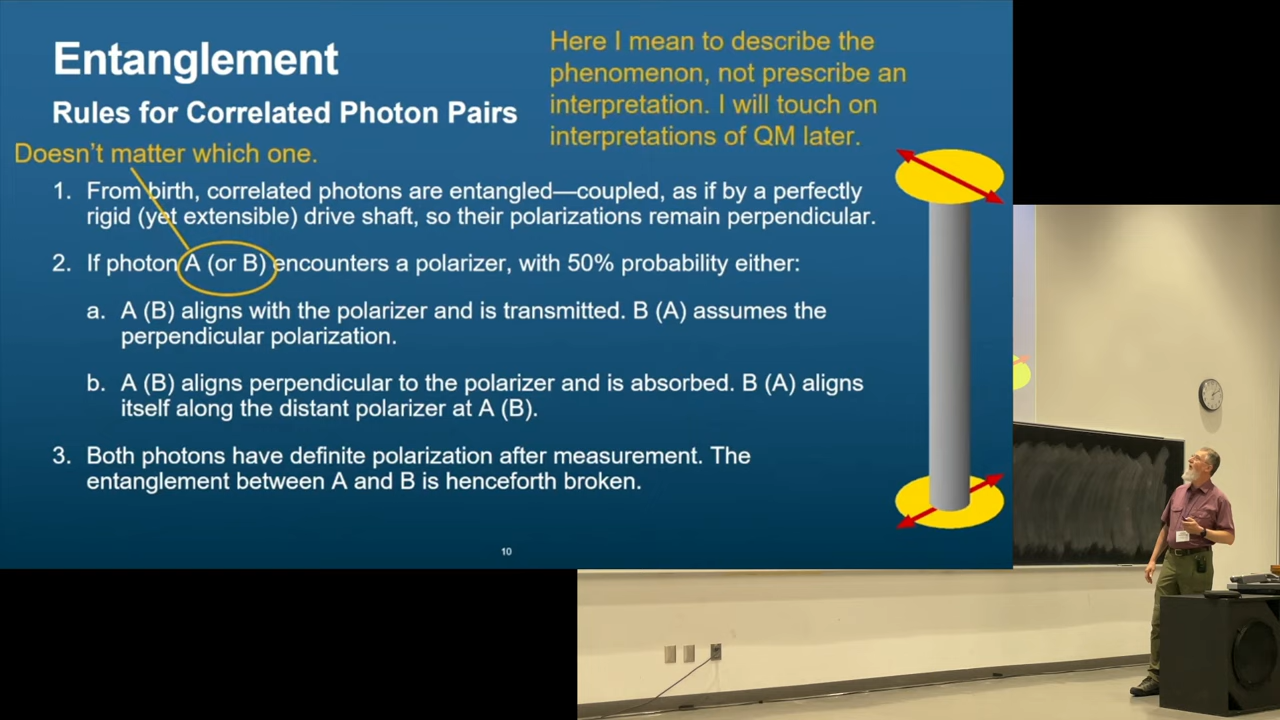 Entanglement
Rules for Correlated Photon Pairs
Here I mean to describe the
phenomenon, not prescribe an
interpretation. I will touch on
interpretations of QM later.
Doesn't matter which one.
1. From birth, correlated photons are entangled—coupled, as if by a perfectly
rigid (yet extensible) drive shaft, so their polarizations remain perpendicular.
2. If photon A (or B) encounters a polarizer, with 50% probability either:
a. A (B) aligns with the polarizer and is transmitted. B (A) assumes the
perpendicular polarization.
b. A (B) aligns perpendicular to the polarizer and is absorbed. B (A) aligns
itself along the distant polarizer at A (B).
3. Both photons have definite polarization after measurement. The
entanglement between A and B is henceforth broken.
10